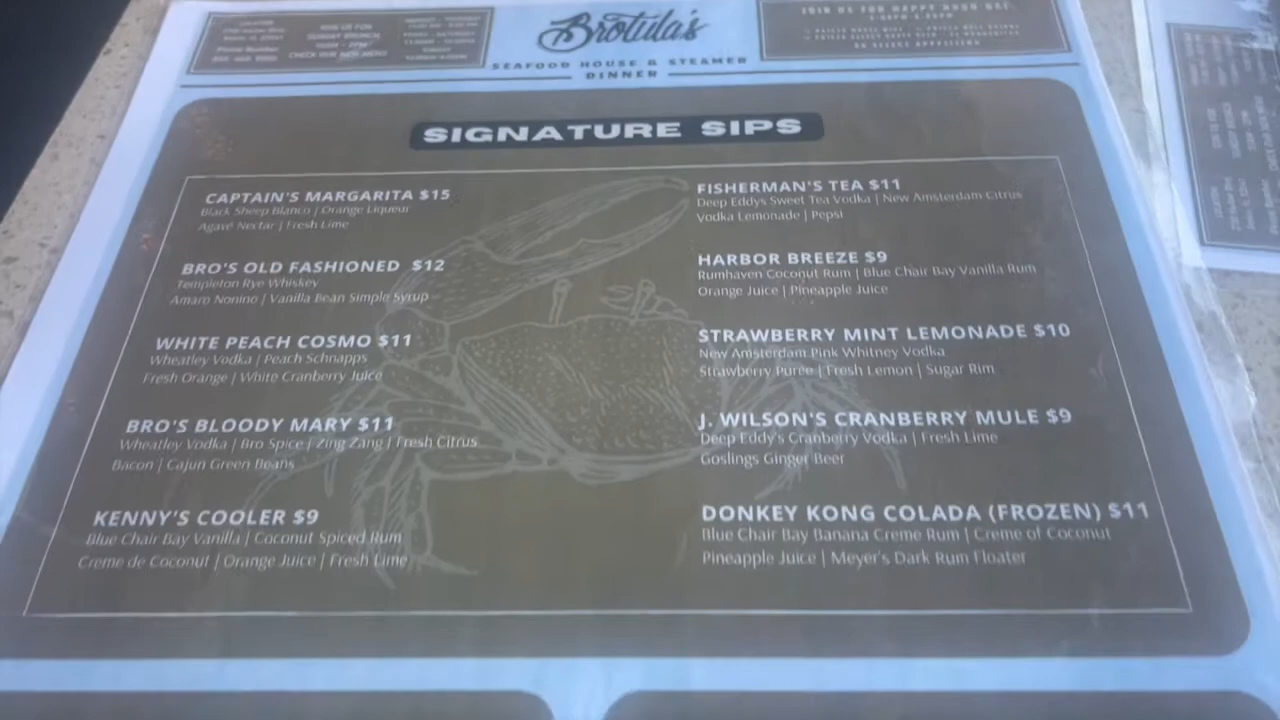 Brotula's
SEAFOOD HOUSE & STEAMER
DINNER
JOIN US FOR HAPPY HOUR
SIGNATURE SIPS
CAPTAIN'S MARGARITA $15
Black Sheep Blanco | Orange Liqueur
Agave Nectar | Fresh Lime
BRO'S OLD FASHIONED $12
Templeton Rye Whiskey
Amaro Nonino | Vanilla Bean Simple Syrup
WHITE PEACH COSMO $11
Wheatley Vodka | Peach Schnapps
Fresh Orange | White Cranberry Juice
BRO'S BLOODY MARY $11
Wheatley Vodka | Bro Spice | Zing Zang | Fresh Citrus
Bacon | Cajun Green Beans
KENNY'S COOLER $9
Blue Chair Bay Vanilla | Coconut Spiced Rum
Creme de Coconut | Orange Juice | Fresh Lime
FISHERMAN'S TEA $11
Deep Eddys Sweet Tea Vodka | New Amsterdam Citrus
Vodka Lemonade | Pepsi
HARBOR BREEZE $9
Rumhaven Coconut Rum | Blue Chair Bay Vanilla Rum
Orange Juice | Pineapple Juice
STRAWBERRY MINT LEMONADE $10
New Amsterdam Pink Whitney Vodka
Strawberry Puree | Fresh Lemon | Sugar Rim
J. WILSON'S CRANBERRY MULE $9
Deep Eddy's Cranberry Vodka | Fresh Lime
Goslings Ginger Beer
DONKEY KONG COLADA (FROZEN) $11
Blue Chair Bay Banana Creme Rum | Creme of Coconut
Pineapple Juice | Meyer's Dark Rum Floater